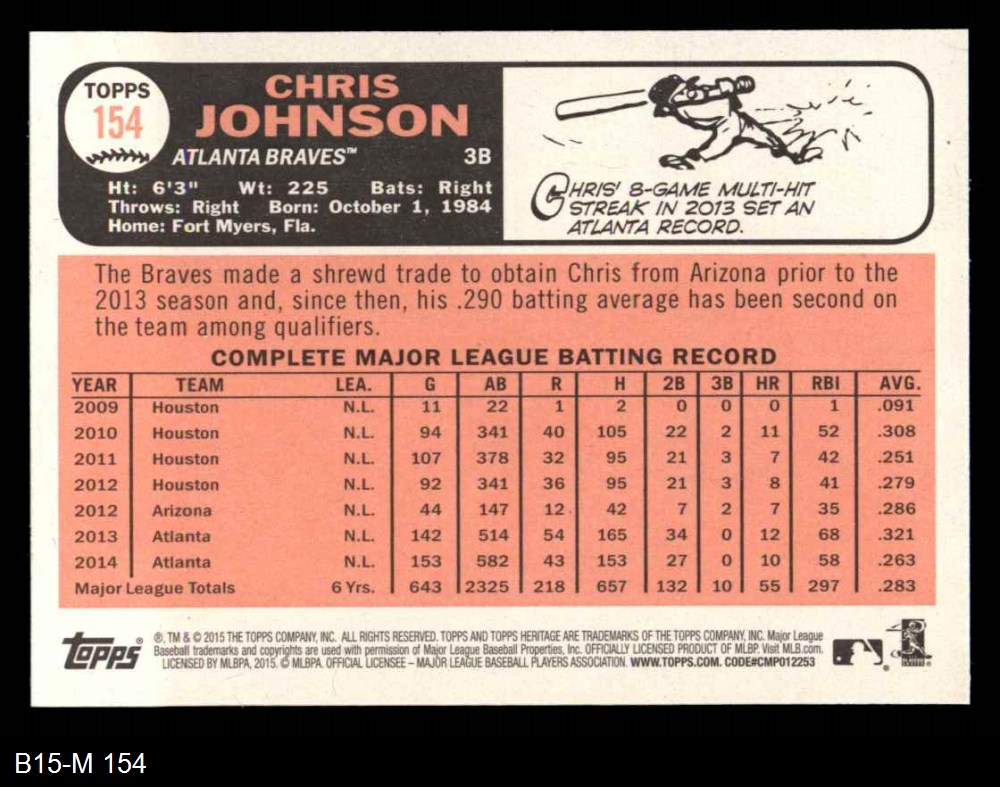 TOPPS
154
CHRIS
JOHNSON
ATLANTA BRAVES™ 3B
Ht: 6'3" Wt: 225 Bats: Right
Throws: Right Born: October 1, 1984
Home: Fort Myers, Fla.
CHRIS' 8-GAME MULTI-HIT
STREAK IN 2013 SET AN
ATLANTA RECORD.
The Braves made a shrewd trade to obtain Chris from Arizona prior to the
2013 season and, since then, his .290 batting average has been second on
the team among qualifiers.
COMPLETE MAJOR LEAGUE BATTING RECORD
YEAR TEAM LEA. G AB R H 2B 3B HR RBI AVG.
2009 Houston N.L. 11 22 1 2 0 0 0 1 .091
2010 Houston N.L. 94 341 40 105 22 2 11 52 .308
2011 Houston N.L. 107 378 32 95 21 3 7 42 .251
2012 Houston N.L. 92 341 36 95 21 3 8 41 .279
2012 Arizona N.L. 44 147 12 42 7 2 7 35 .286
2013 Atlanta N.L. 142 514 54 165 34 0 12 68 .321
2014 Atlanta N.L. 153 582 43 153 27 0 10 58 .263
Major League Totals 6 Yrs. 643 2325 218 657 132 10 55 297 .283
Topps®
®, TM & © 2015 THE TOPPS COMPANY, INC. ALL RIGHTS RESERVED. TOPPS AND TOPPS HERITAGE ARE TRADEMARKS OF THE TOPPS COMPANY, INC. Major League
Baseball trademarks and copyrights are used with permission of Major League Baseball Properties, Inc. OFFICIALLY LICENSED PRODUCT OF MLBP. Visit MLB.com.
LICENSED BY MLBPA, 2015. © MLBPA. OFFICIAL LICENSEE – MAJOR LEAGUE BASEBALL PLAYERS ASSOCIATION. WWW.TOPPS.COM. CODE#CMP012253
B15-M 154